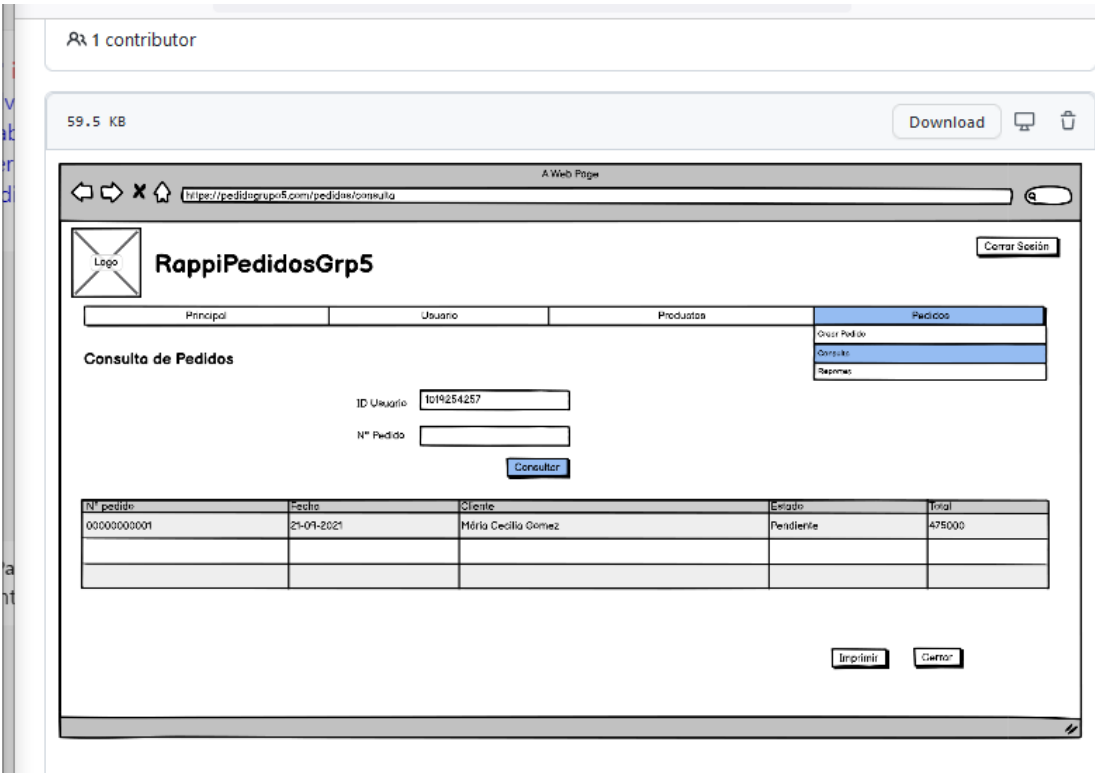 1 contributor
59.5 KB
Download
A Web Page
https://pedidogrupo5.com/pedidos/consulta
Logo
RappiPedidosGrp5
Cerrar Sesión
Principal Usuario Productos Pedidos
Crear Pedido
Consulta
Reportes
Consulta de Pedidos
ID Usuario 1019254257
N° Pedido
Consultar
N° pedido Fecha Cliente Estado Total
00000000001 21-09-2021 Mária Cecilia Gomez Pendiente 475000
Imprimir Cerrar